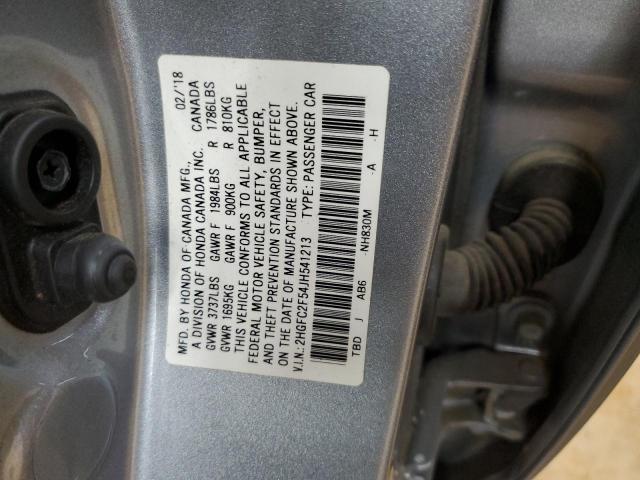 MFD. BY HONDA OF CANADA MFG., 02/'18
A DIVISION OF HONDA CANADA INC. CANADA
GVWR 3737LBS GAWR F 1984LBS R 1786LBS
GVWR 1695KG GAWR F 900KG R 810KG
THIS VEHICLE CONFORMS TO ALL APPLICABLE
FEDERAL MOTOR VEHICLE SAFETY, BUMPER,
AND THEFT PREVENTION STANDARDS IN EFFECT
ON THE DATE OF MANUFACTURE SHOWN ABOVE.
V.I.N.:2HGFC2F54JH541213 TYPE: PASSENGER CAR
TBD J AB6 -NH830M -A -H